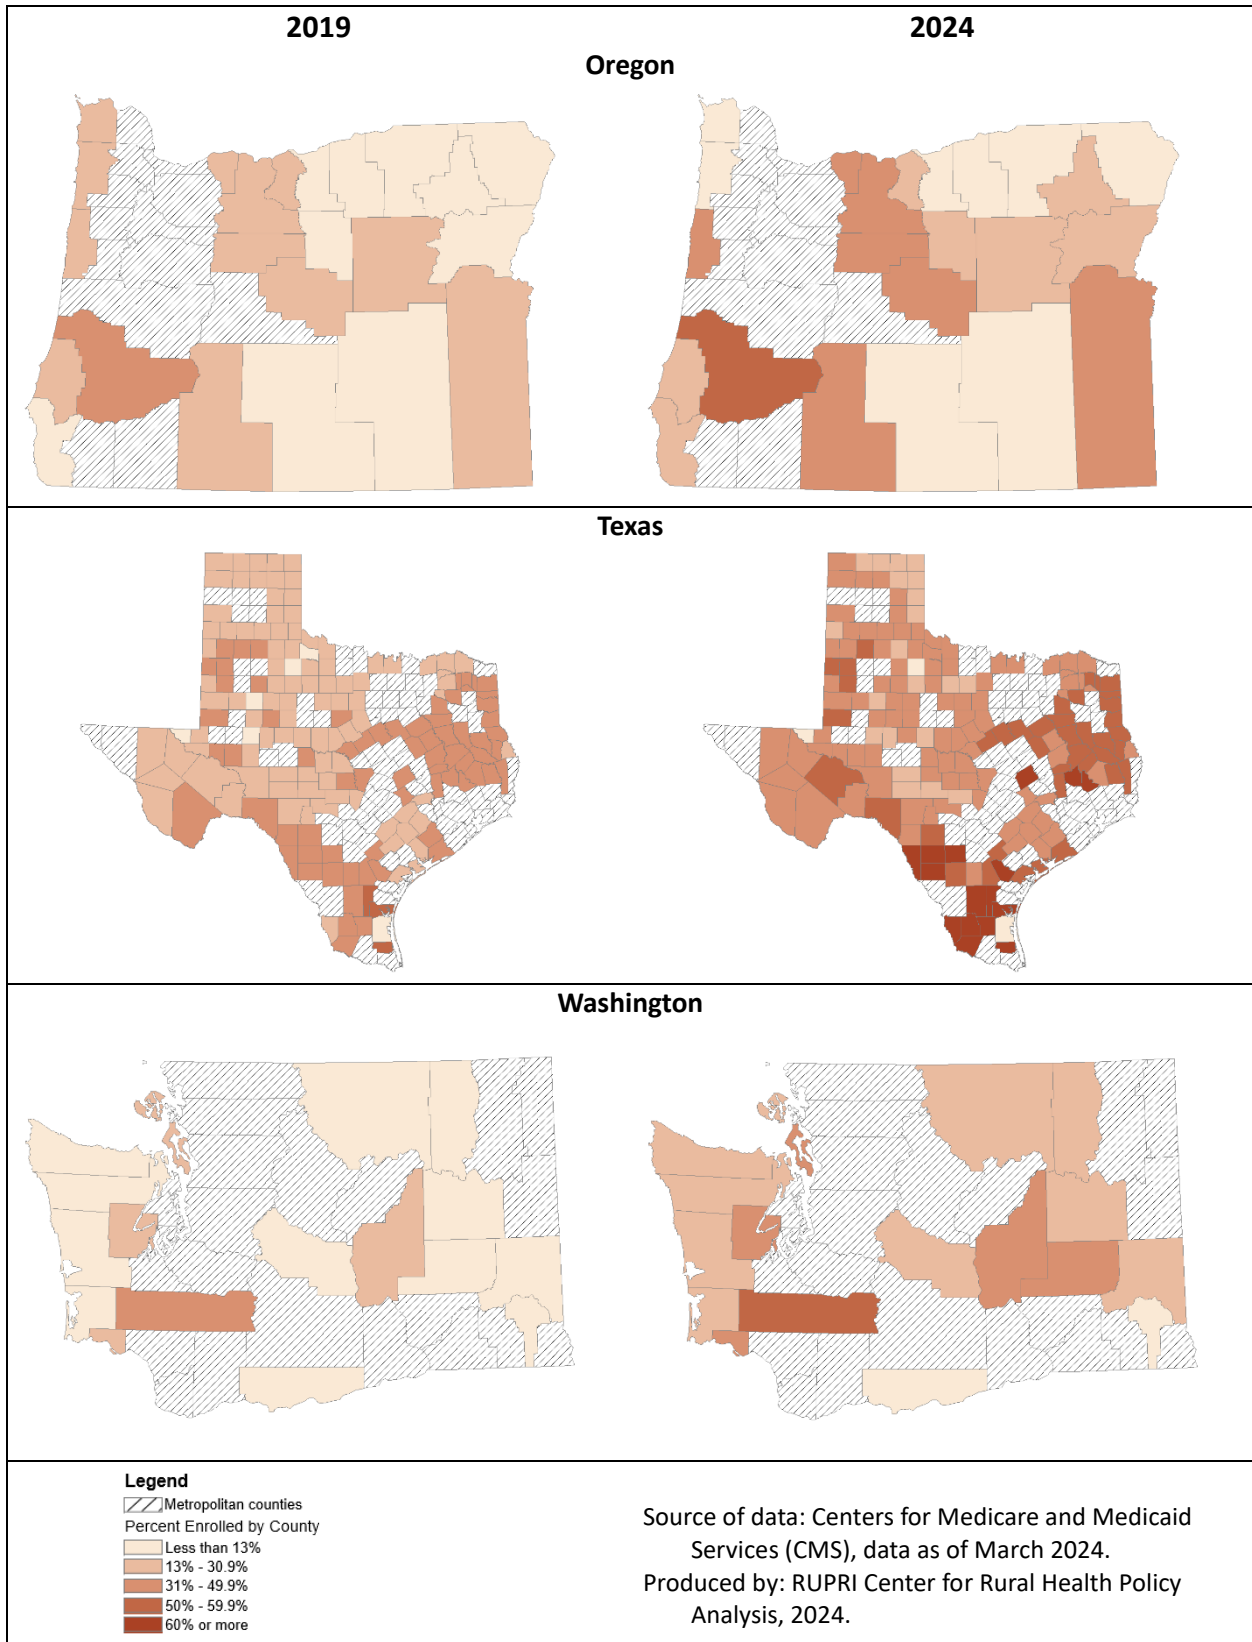 2019
2024
Oregon
Texas
Washington
Legend
Metropolitan counties
Percent Enrolled by County
Less than 13%
13% - 30.9%
31% - 49.9%
50% - 59.9%
60% or more
Source of data: Centers for Medicare and Medicaid
Services (CMS), data as of March 2024.
Produced by: RUPRI Center for Rural Health Policy
Analysis, 2024.